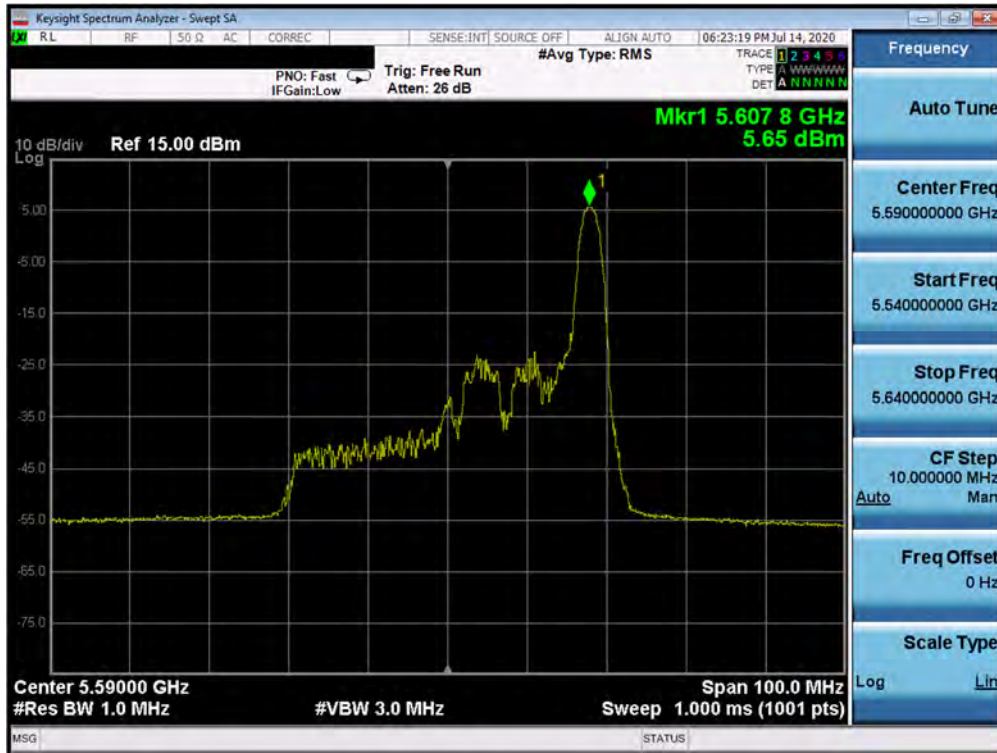 Keysight Spectrum Analyzer - Swept SA
LXI RL RF 50 Ω AC CORREC SENSE:INT SOURCE OFF ALIGN AUTO 06:23:19 PM Jul 14, 2020
PNO: Fast
IFGain:Low
Trig: Free Run
Atten: 26 dB
#Avg Type: RMS
TRACE 1 2 3 4 5 6
TYPE A WWWWW
DET A N N N N N
Mkr1 5.607 8 GHz
5.65 dBm
10 dB/div Ref 15.00 dBm
Log
1
5.00
-5.00
-15.0
-25.0
-35.0
-45.0
-55.0
-65.0
-75.0
Center 5.59000 GHz Span 100.0 MHz
#Res BW 1.0 MHz #VBW 3.0 MHz Sweep 1.000 ms (1001 pts)
MSG STATUS
Frequency
Auto Tune
Center Freq
5.590000000 GHz
Start Freq
5.540000000 GHz
Stop Freq
5.640000000 GHz
CF Step
10.000000 MHz
Auto Man
Freq Offset
0 Hz
Scale Type
Log Lin